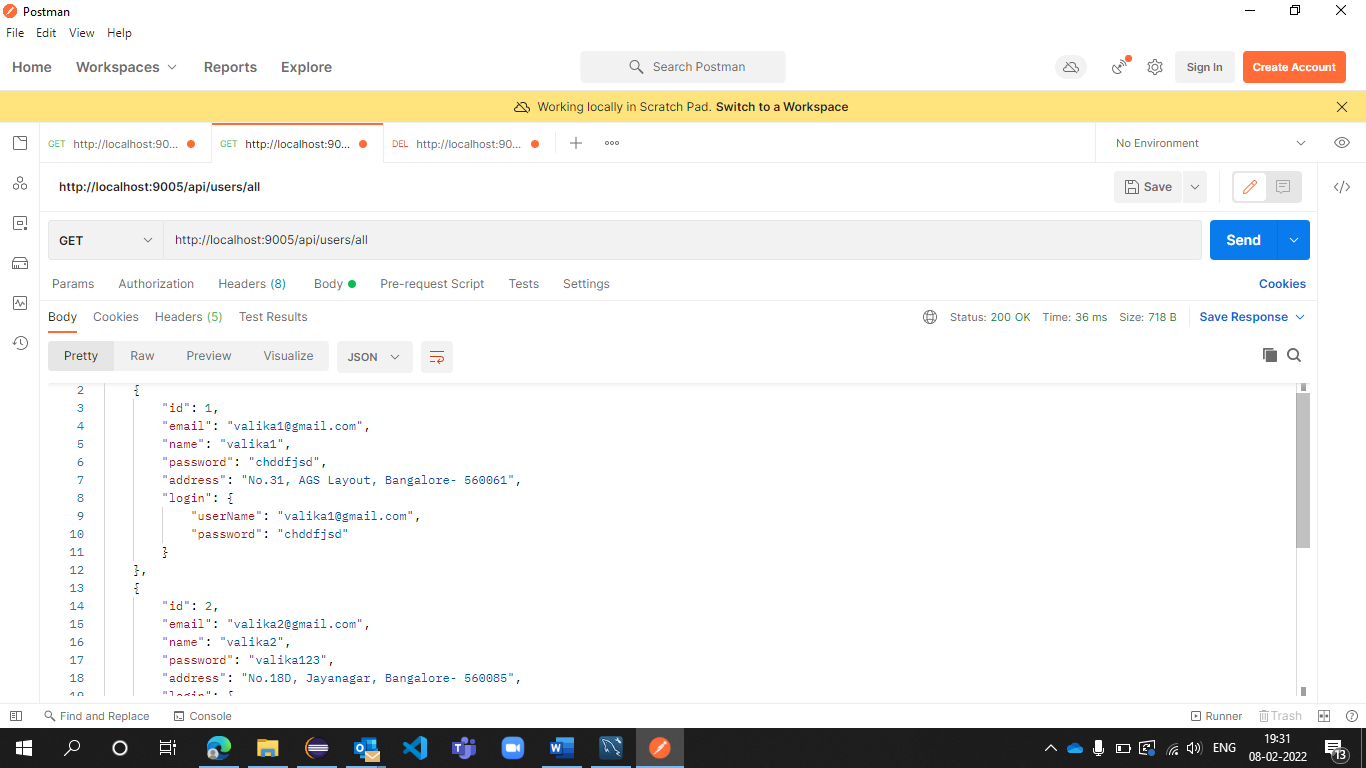 Postman
File Edit View Help
Home Workspaces Reports Explore Search Postman Sign In Create Account
Working locally in Scratch Pad. Switch to a Workspace
GET http://localhost:90... GET http://localhost:90... DEL http://localhost:90... No Environment
http://localhost:9005/api/users/all Save
GET http://localhost:9005/api/users/all Send
Params Authorization Headers (8) Body Pre-request Script Tests Settings Cookies
Body Cookies Headers (5) Test Results Status: 200 OK Time: 36 ms Size: 718 B Save Response
Pretty Raw Preview Visualize JSON
2 {
3 "id": 1,
4 "email": "valika1@gmail.com",
5 "name": "valika1",
6 "password": "chddfjsd",
7 "address": "No.31, AGS Layout, Bangalore- 560061",
8 "login": {
9 "userName": "valika1@gmail.com",
10 "password": "chddfjsd"
11 }
12 },
13 {
14 "id": 2,
15 "email": "valika2@gmail.com",
16 "name": "valika2",
17 "password": "valika123",
18 "address": "No.18D, Jayanagar, Bangalore- 560085",
19 "login": {
Find and Replace Console Runner Trash
ENG 19:31
08-02-2022 13